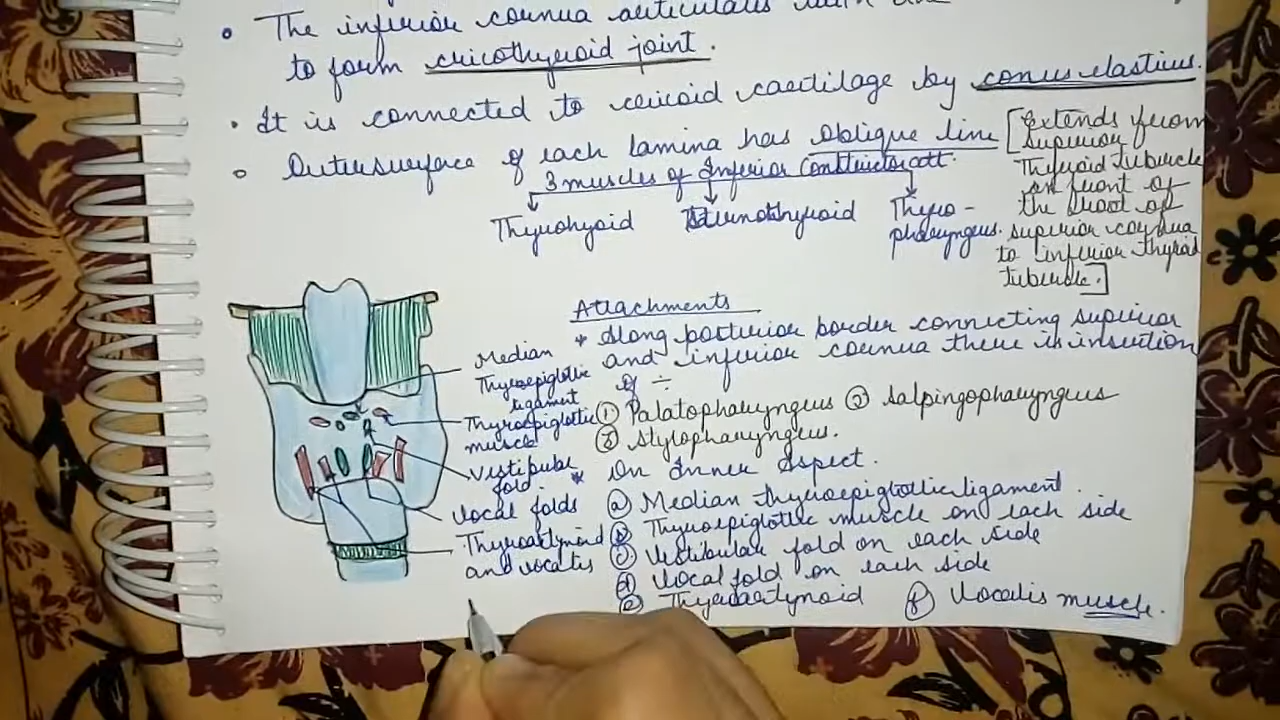 • The inferior cornua articulates with
to form cricothyroid joint.
• It is connected to cricoid cartilage by conus elasticus.
• Outersurface of each lamina has oblique line [Extends from
superior
Thyroid tubercle
in front of
the root of
superior cornua
to inferior thyroid
tubercle.]
3 muscles of Inferior Constrictor att.
Thyrohyoid Sternothyroid Thyro-
pharyngeus.
Attachments
* Along posterior border connecting superior
and inferior cornua there is insertion
of ÷
① Palatopharyngeus ② Salpingopharyngeus
③ Stylopharyngeus.
* On Inner Aspect.
ⓐ Median thyroepiglottic ligament.
ⓑ Thyroepiglottic muscle on each side
ⓒ Vestibular fold on each side
ⓓ Vocal fold on each side
ⓔ Thyroarytnoid ⓕ Vocalis muscle.
Median
Thyroepiglottic
ligament
Thyroepiglottic
muscle
Vestibular
fold.
Vocal folds
Thyroarytnoid
and vocalis